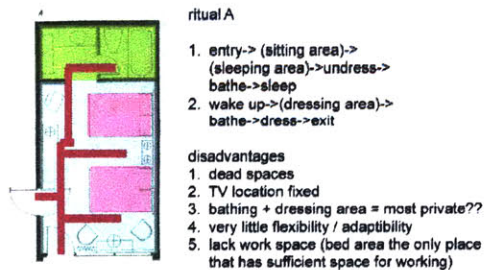 ritual A
1. entry-> (sitting area)->
(sleeping area)->undress->
bathe->sleep
2. wake up->(dressing area)->
bathe->dress->exit
disadvantages
1. dead spaces
2. TV location fixed
3. bathing + dressing area = most private??
4. very little flexibility / adaptibility
5. lack work space (bed area the only place
that has sufficient space for working)